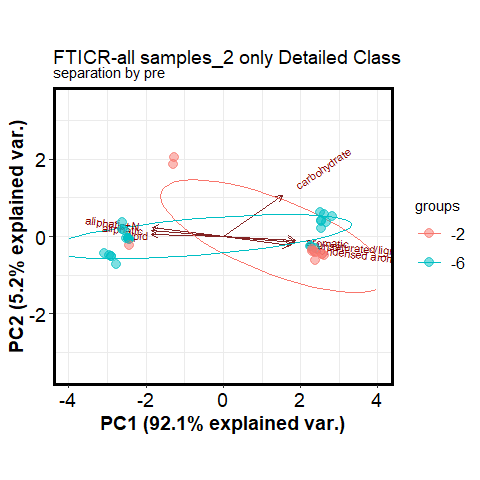 FTICR-all samples_2 only Detailed Class
separation by pre
PC2 (5.2% explained var.)
2
0
-2
-4
-2
0
2
4
PC1 (92.1% explained var.)
carbohydrate
groups
-2
-6